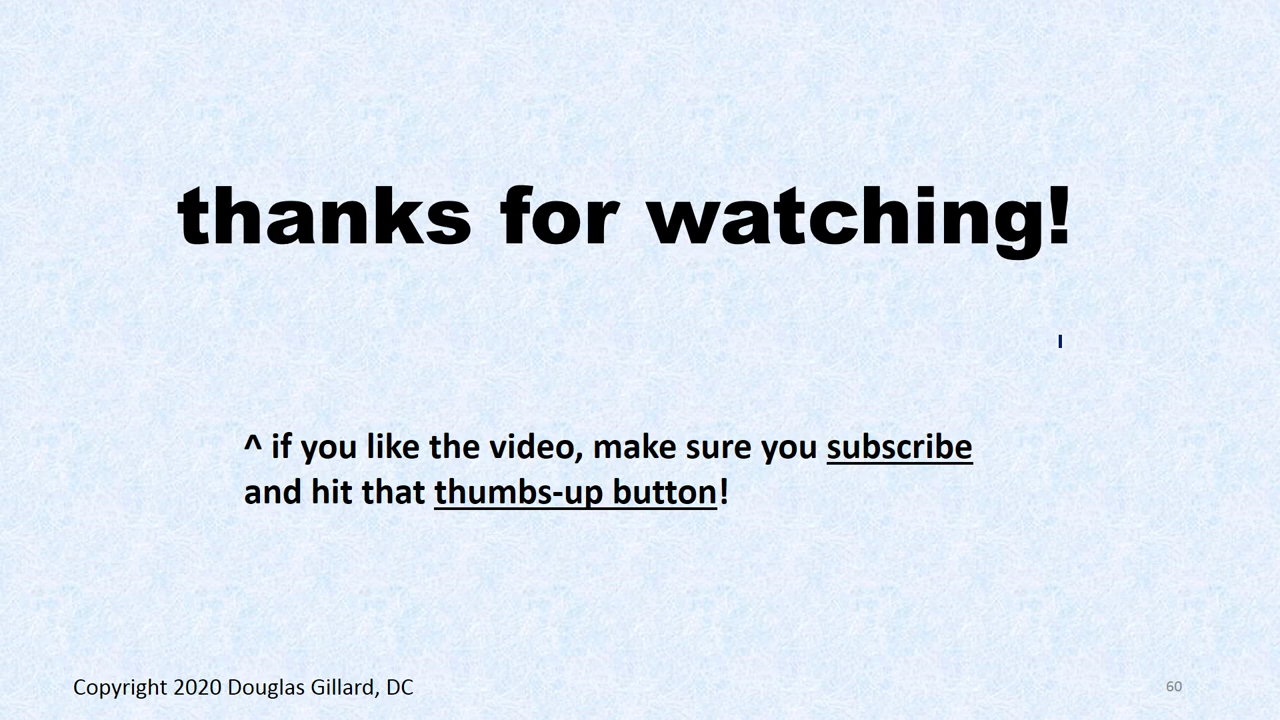 thanks for watching!
^ if you like the video, make sure you subscribe
and hit that thumbs-up button!
Copyright 2020 Douglas Gillard, DC
60